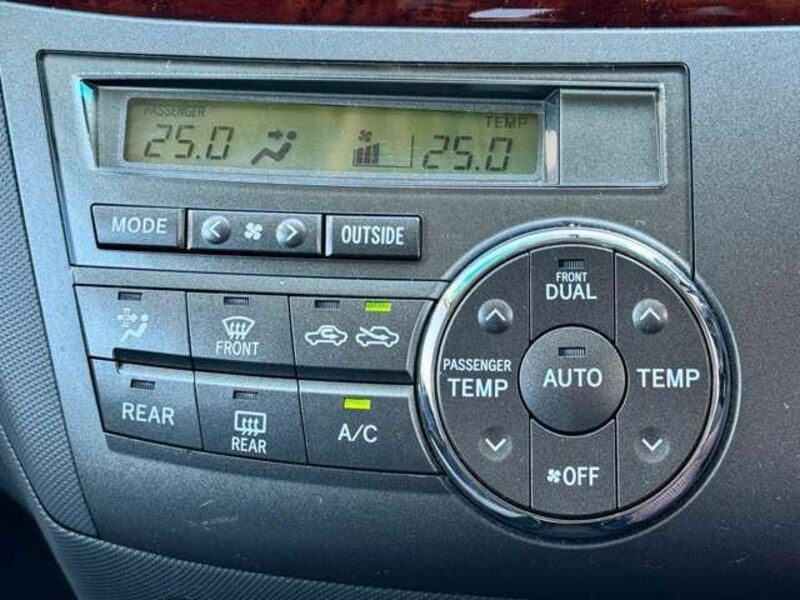 PASSENGER TEMP
25.0 25.0
MODE OUTSIDE
FRONT
DUAL
FRONT
PASSENGER
TEMP
AUTO
TEMP
REAR
REAR
A/C
OFF